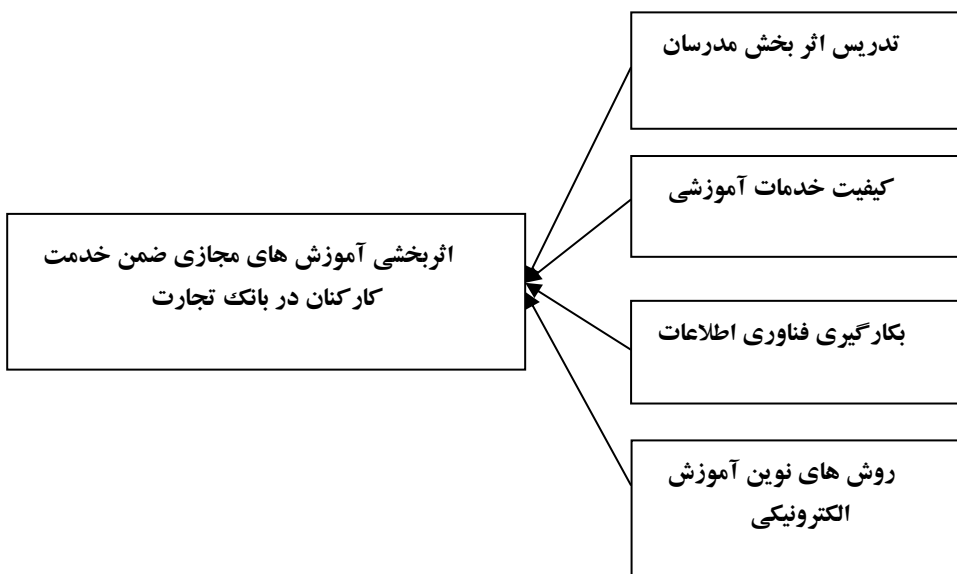 تدریس اثر بخش مدرسان
کیفیت خدمات آموزشی
اثربخشی آموزش های مجازی ضمن خدمت
کارکنان در بانک تجارت
بکارگیری فناوری اطلاعات
روش های نوین آموزش
الکترونیکی